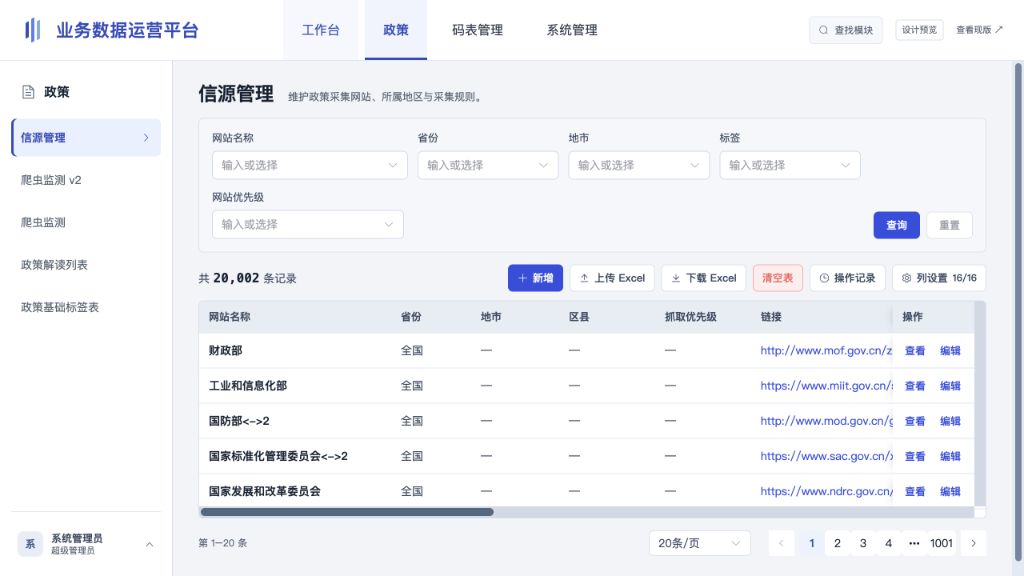 业务数据运营平台
工作台 政策 码表管理 系统管理
查找模块 设计预览 查看现版 ↗
政策
信源管理
爬虫监测 v2
爬虫监测
政策解读列表
政策基础标签表
系 系统管理员
超级管理员
信源管理 维护政策采集网站、所属地区与采集规则。
网站名称 省份 地市 标签
输入或选择 输入或选择 输入或选择 输入或选择
网站优先级
输入或选择
查询 重置
共 20,002 条记录
新增 上传 Excel 下载 Excel 清空表 操作记录 列设置 16/16
网站名称 省份 地市 区县 抓取优先级 链接 操作
财政部 全国 — — — http://www.mof.gov.cn/z 查看 编辑
工业和信息化部 全国 — — — https://www.miit.gov.cn/ 查看 编辑
国防部<->2 全国 — — — http://www.mod.gov.cn/g 查看 编辑
国家标准化管理委员会<->2 全国 — — — https://www.sac.gov.cn/x 查看 编辑
国家发展和改革委员会 全国 — — — https://www.ndrc.gov.cn/ 查看 编辑
第 1–20 条
20条/页 1 2 3 4 ••• 1001